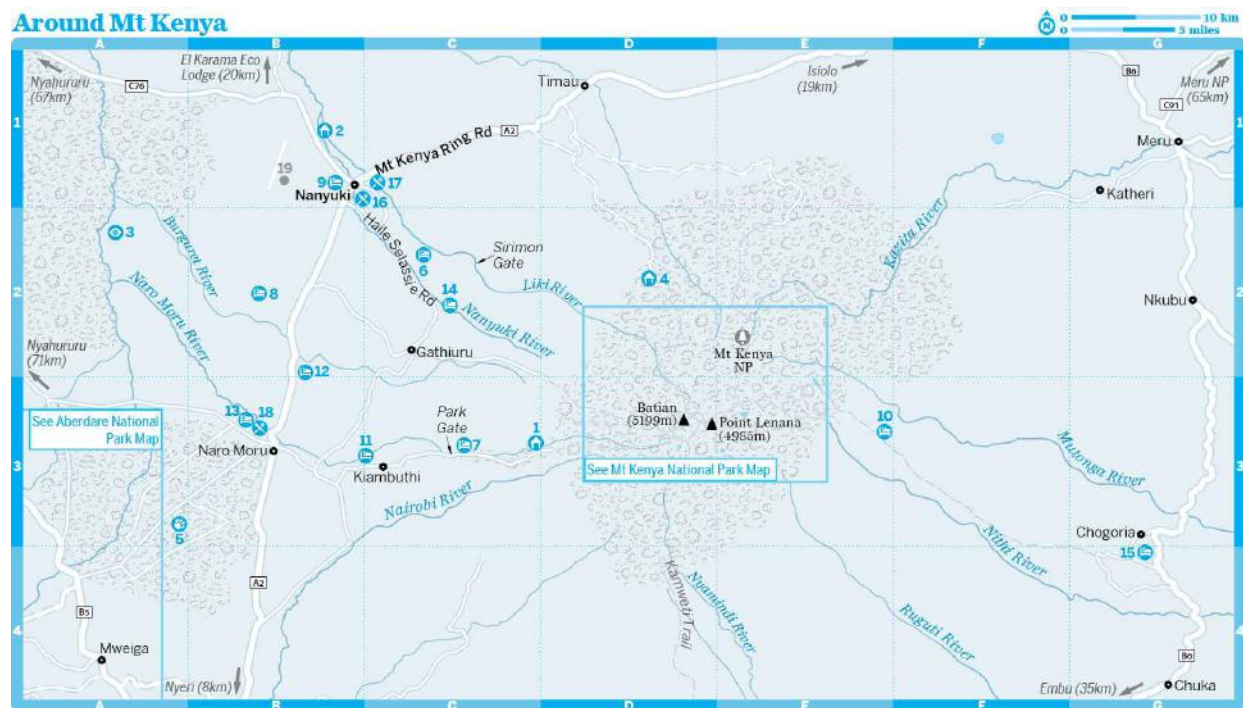 Around Mt Kenya
0 10 km
0 5 miles
N
A B C D E F G
1
2
3
4
Nyahururu
(67km)
C76
El Karama Eco
Lodge (20km)
2
Timau
Isiolo
(19km)
B6
Meru NP
(65km)
C91
Meru
Mt Kenya Ring Rd
A2
19
9
Nanyuki
17
16
Katheri
3
Burguret River
Haile Selassie Rd
6
Sirimon
Gate
Liki River
4
Kazita River
Naro Moru River
8
14
Nanyuki River
Nkubu
Nyahururu
(71km)
Gathiuru
Mt Kenya
NP
12
See Aberdare National
Park Map
13
18
Naro Moru
11
Kiambuthi
Park
Gate
7
1
Batian
(5199m)
Point Lenana
(4985m)
See Mt Kenya National Park Map
10
Mutonga River
Nairobi River
5
Chogoria
15
Nithi River
A2
B5
Mweiga
Kamweti Trail
Nyamindi River
Ruguti River
Nyeri (8km)
B6
Embu (35km)
Chuka
1
2
3
4
A B C D E F G